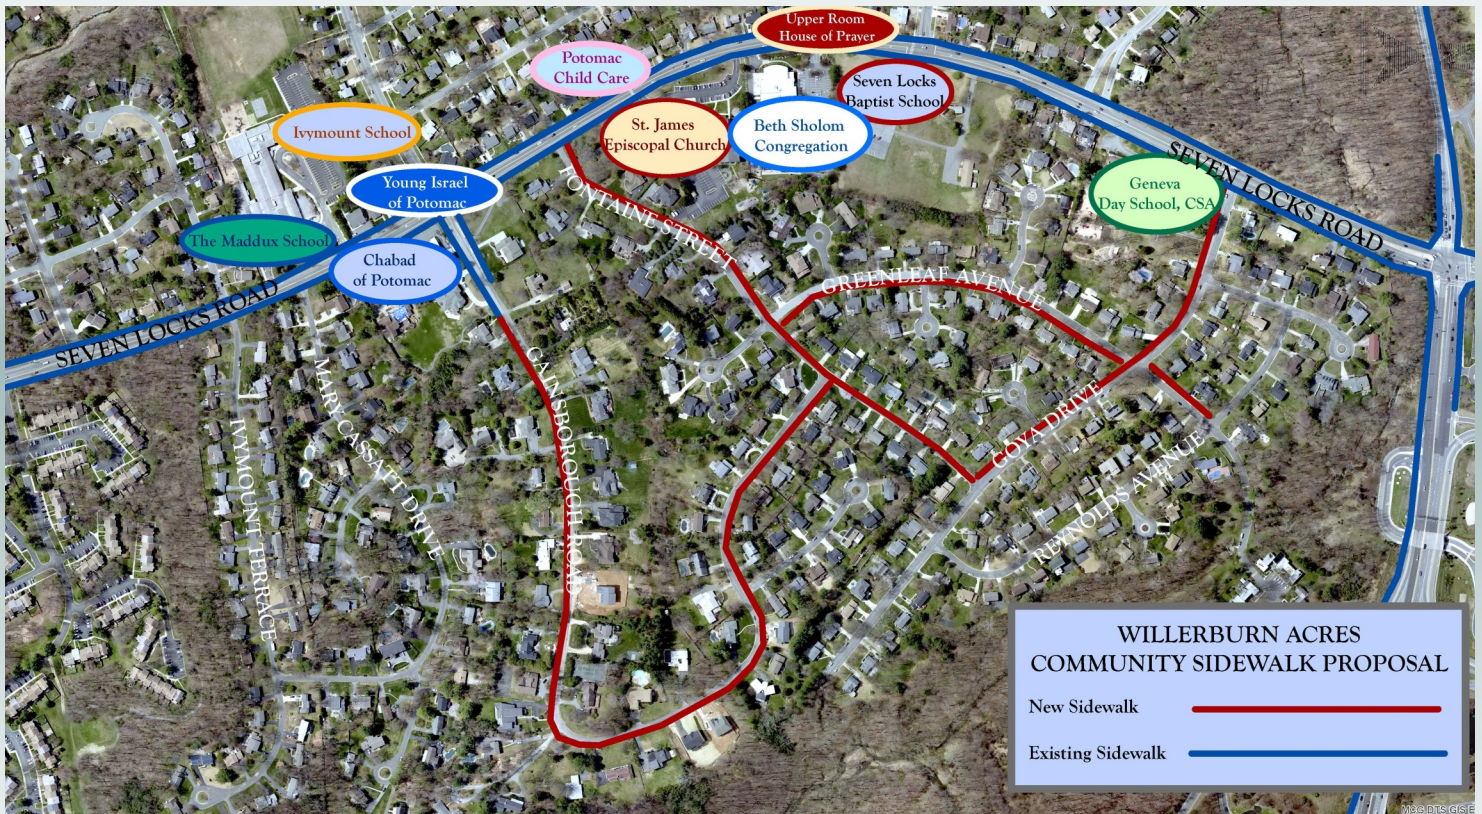 Upper Room
House of Prayer
Potomac
Child Care
Seven Locks
Baptist School
Ivymount School
St. James
Episcopal Church
Beth Sholom
Congregation
Young Israel
of Potomac
Geneva
Day School, CSA
SEVEN LOCKS ROAD
The Maddux School
Chabad
of Potomac
SEVEN LOCKS ROAD
FONTAINE STREET
GREENLEAF AVENUE
GAINSBOROUGH ROAD
MARY CASSATT DRIVE
IVYMOUNT TERRACE
GOYA DRIVE
REYNOLDS AVENUE
WILLERBURN ACRES
COMMUNITY SIDEWALK PROPOSAL
New Sidewalk
Existing Sidewalk